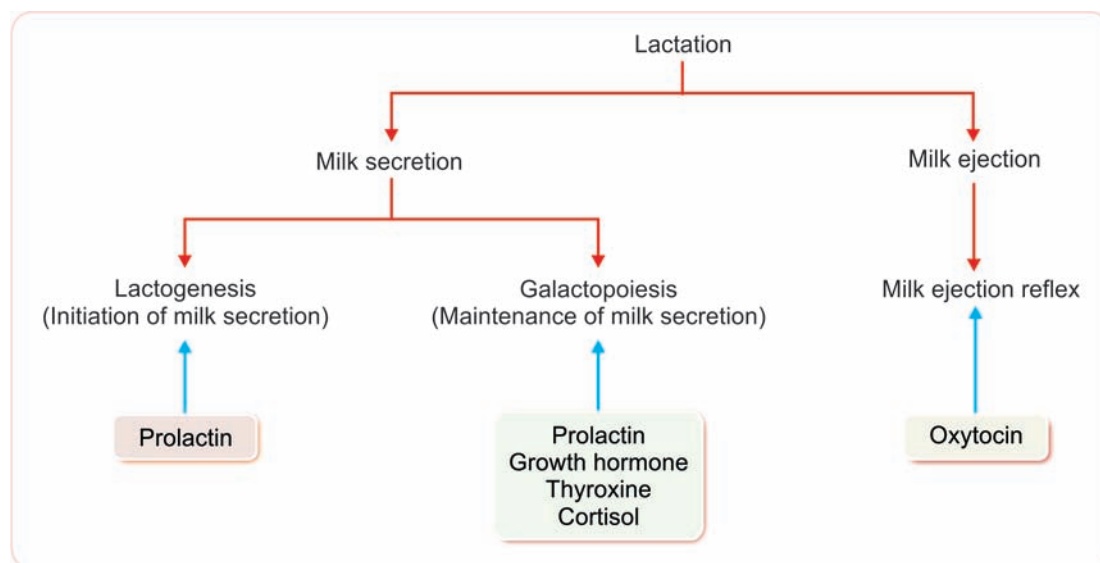 Lactation
Milk secretion
Milk ejection
Lactogenesis
(Initiation of milk secretion)
Galactopoiesis
(Maintenance of milk secretion)
Milk ejection reflex
Prolactin
Prolactin
Growth hormone
Thyroxine
Cortisol
Oxytocin